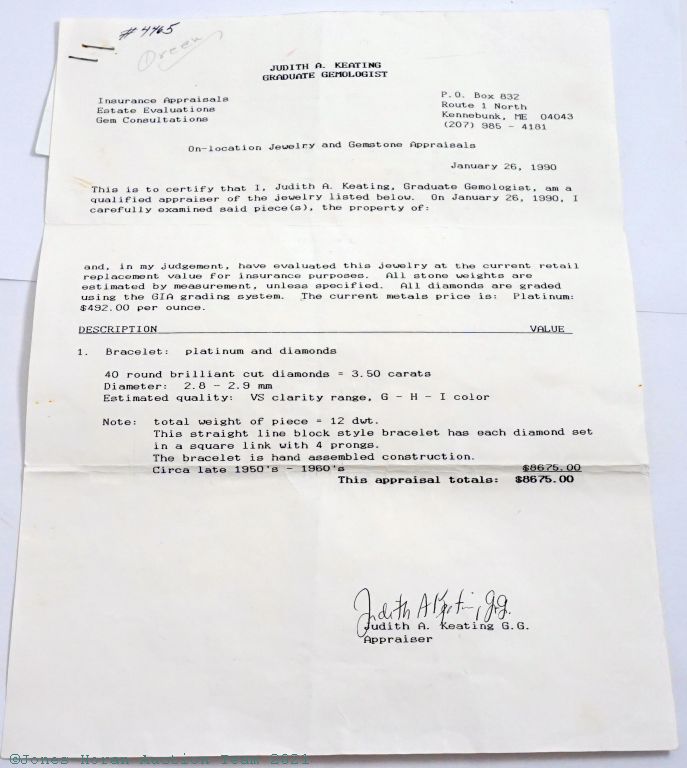 #4465
Green
JUDITH A. KEATING
GRADUATE GEMOLOGIST
Insurance Appraisals
Estate Evaluations
Gem Consultations
P.O. Box 832
Route 1 North
Kennebunk, ME 04043
(207) 985 - 4181
On-location Jewelry and Gemstone Appraisals
January 26, 1990
This is to certify that I, Judith A. Keating, Graduate Gemologist, am a
qualified appraiser of the jewelry listed below. On January 26, 1990, I
carefully examined said piece(s), the property of:
and, in my judgement, have evaluated this jewelry at the current retail
replacement value for insurance purposes. All stone weights are
estimated by measurement, unless specified. All diamonds are graded
using the GIA grading system. The current metals price is: Platinum:
$492.00 per ounce.
DESCRIPTION VALUE
1. Bracelet: platinum and diamonds
40 round brilliant cut diamonds = 3.50 carats
Diameter: 2.8 - 2.9 mm
Estimated quality: VS clarity range, G - H - I color
Note: total weight of piece = 12 dwt.
This straight line block style bracelet has each diamond set
in a square link with 4 prongs.
The bracelet is hand assembled construction.
Circa late 1950's - 1960's $8675.00
This appraisal totals: $8675.00
Judith A Keating, g.g.
Judith A. Keating G.G.
Appraiser
©Jones Horan Auction Team 2021